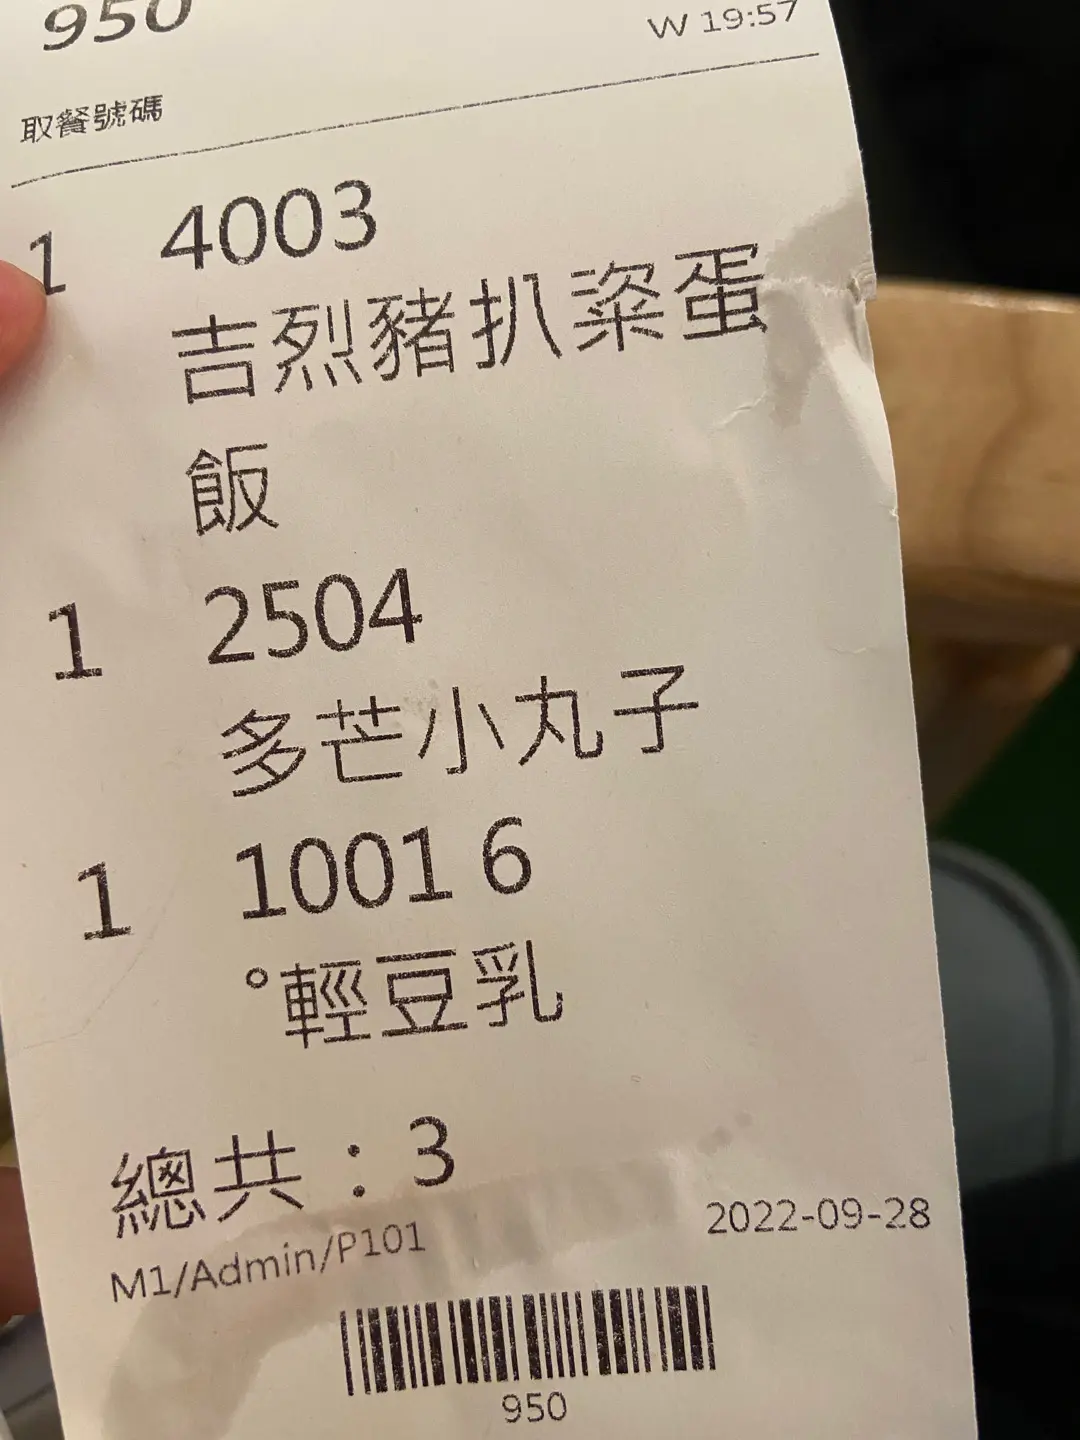 950
W 19:57
取餐號碼
1 4003
吉烈豬扒粢蛋
飯
1 2504
多芒小丸子
1 1001 6
°輕豆乳
總共：3
M1/Admin/P101
2022-09-28
950